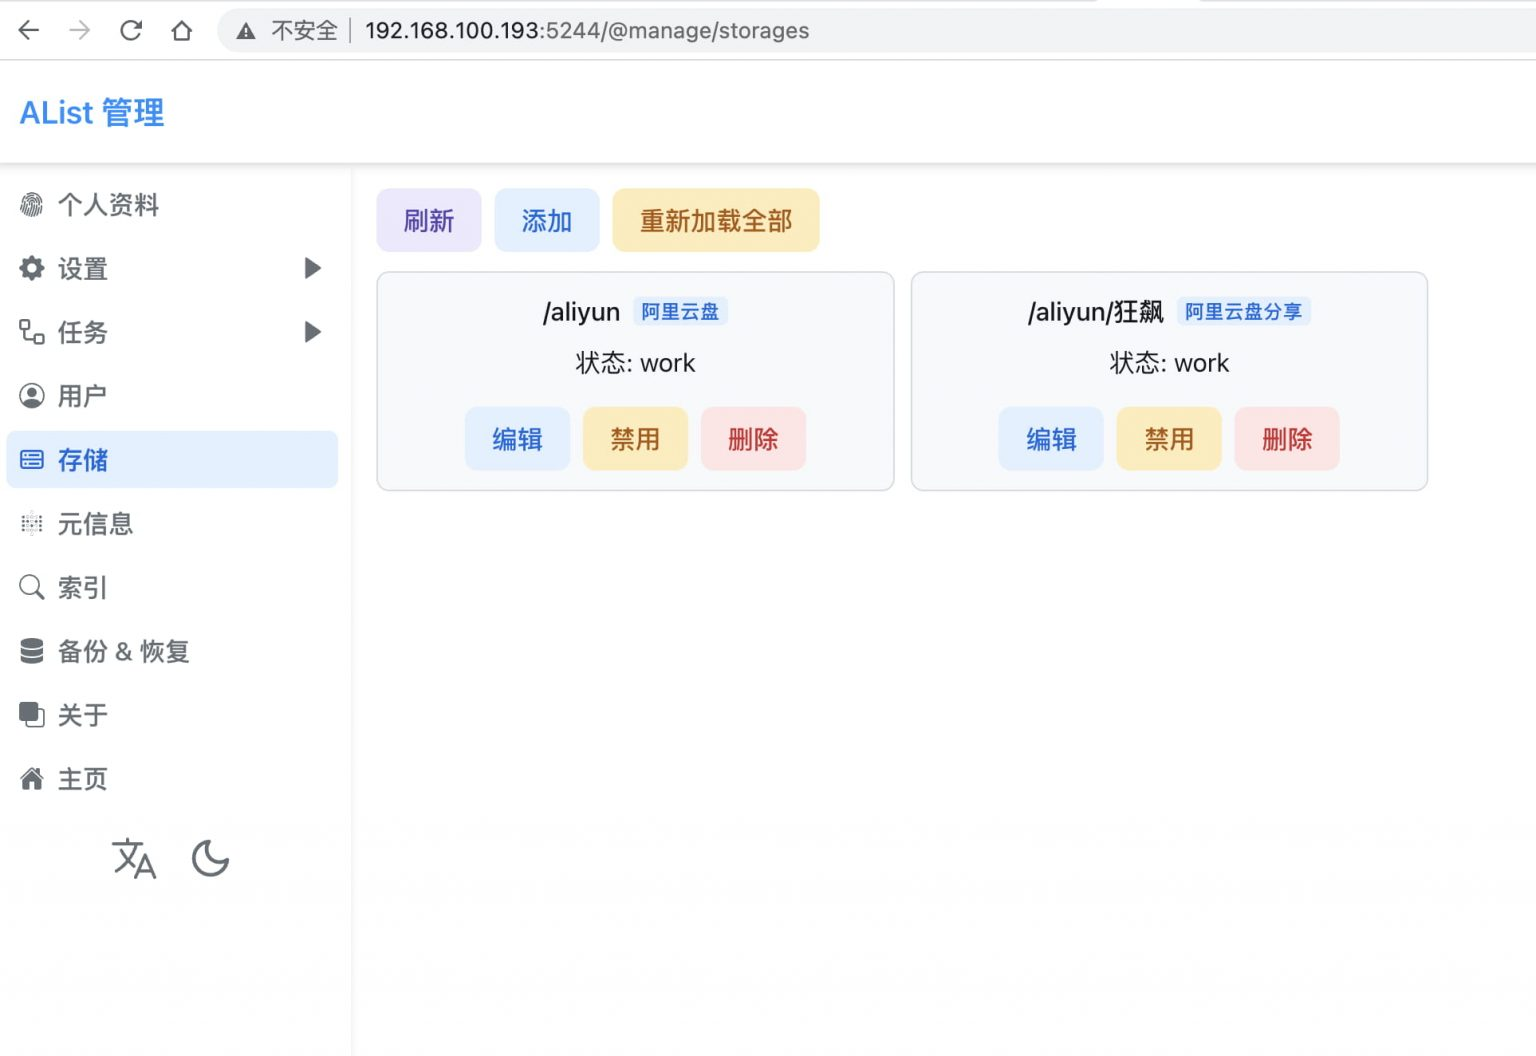 不安全 | 192.168.100.193:5244/@manage/storages
AList 管理
个人资料
设置
任务
用户
存储
元信息
索引
备份 & 恢复
关于
主页
刷新 添加 重新加载全部
/aliyun 阿里云盘
状态: work
编辑 禁用 删除
/aliyun/狂飙 阿里云盘分享
状态: work
编辑 禁用 删除